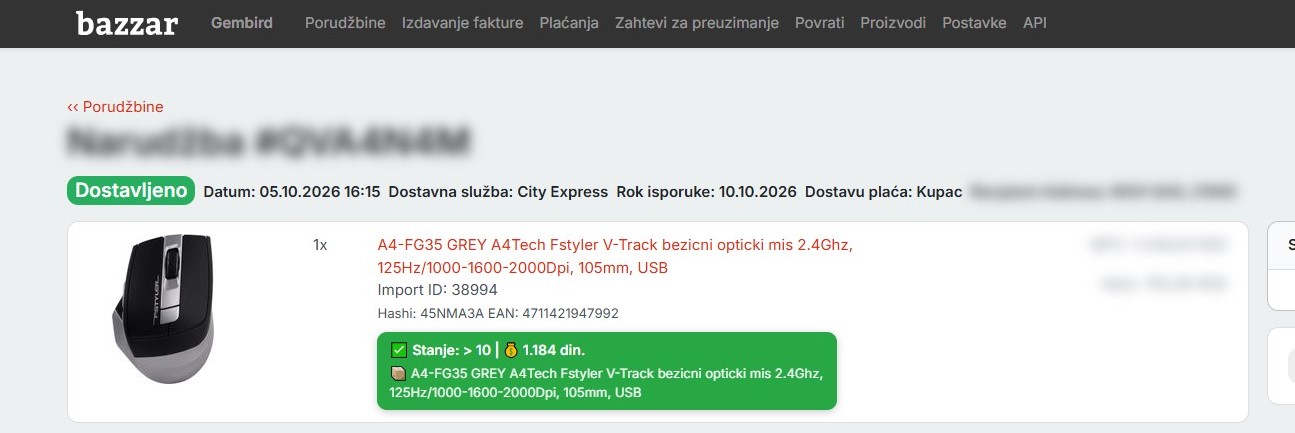 bazzar Gembird Porudžbine Izdavanje fakture Plaćanja Zahtevi za preuzimanje Povrati Proizvodi Postavke API
‹‹ Porudžbine
Dostavljeno Datum: 05.10.2026 16:15 Dostavna služba: City Express Rok isporuke: 10.10.2026 Dostavu plaća: Kupac
1x
A4-FG35 GREY A4Tech Fstyler V-Track bezicni opticki mis 2.4Ghz,
125Hz/1000-1600-2000Dpi, 105mm, USB
Import ID: 38994
Hashi: 45NMA3A EAN: 4711421947992
Stanje: > 10 | 1.184 din.
A4-FG35 GREY A4Tech Fstyler V-Track bezicni opticki mis 2.4Ghz,
125Hz/1000-1600-2000Dpi, 105mm, USB
FSTYLER